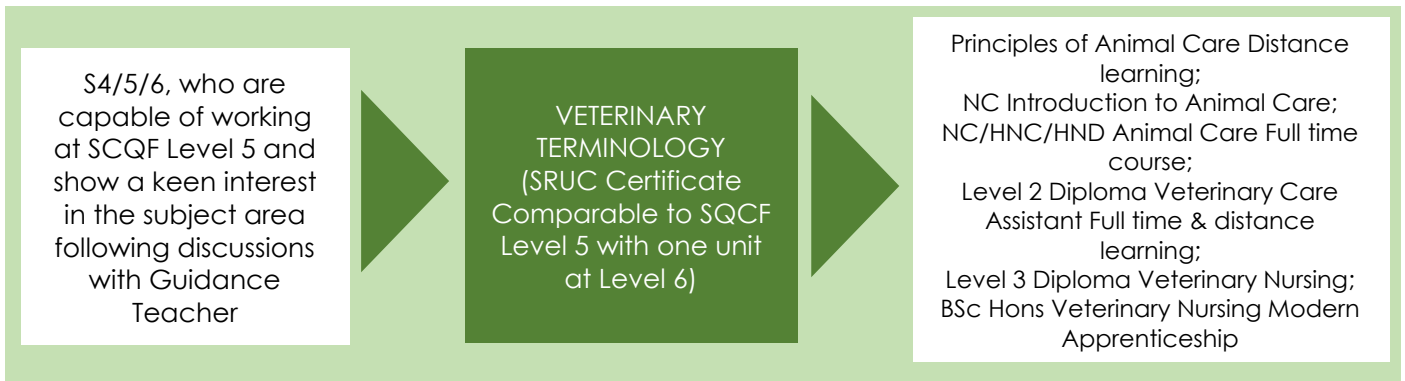 S4/5/6, who are
capable of working
at SCQF Level 5 and
show a keen interest
in the subject area
following discussions
with Guidance
Teacher
VETERINARY
TERMINOLOGY
(SRUC Certificate
Comparable to SQCF
Level 5 with one unit
at Level 6)
Principles of Animal Care Distance
learning;
NC Introduction to Animal Care;
NC/HNC/HND Animal Care Full time
course;
Level 2 Diploma Veterinary Care
Assistant Full time & distance
learning;
Level 3 Diploma Veterinary Nursing;
BSc Hons Veterinary Nursing Modern
Apprenticeship